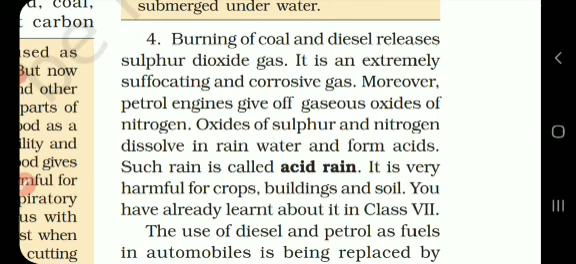 d, coal,
carbon
sed as
But now
nd other
parts of
od as a
ility and
od gives
mful for
piratory
us with
st when
cutting
submerged under water.
4. Burning of coal and diesel releases
sulphur dioxide gas. It is an extremely
suffocating and corrosive gas. Moreover,
petrol engines give off gaseous oxides of
nitrogen. Oxides of sulphur and nitrogen
dissolve in rain water and form acids.
Such rain is called acid rain. It is very
harmful for crops, buildings and soil. You
have already learnt about it in Class VII.
The use of diesel and petrol as fuels
in automobiles is being replaced by